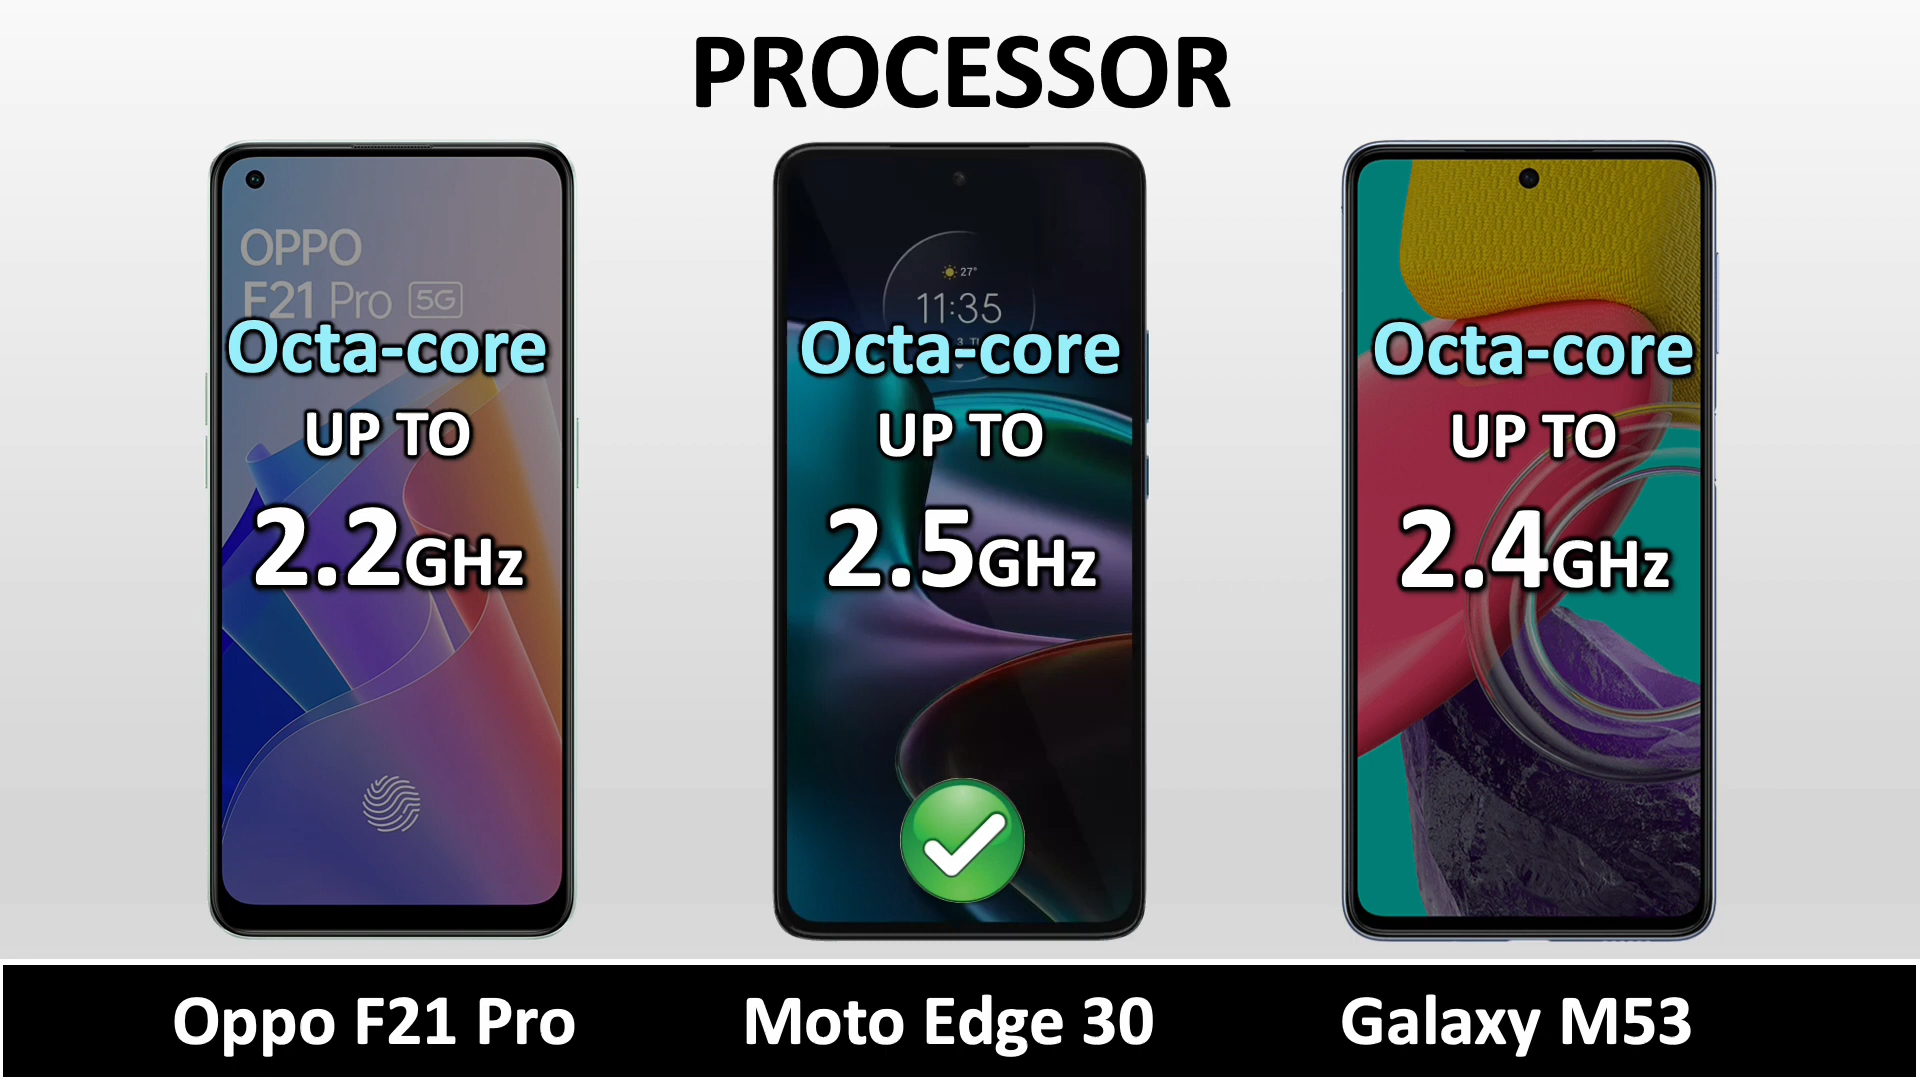 PROCESSOR
OPPO
F21 Pro 5G
Octa-core
UP TO
2.2GHz
27°
11:35
Octa-core
UP TO
2.5GHz
Octa-core
UP TO
2.4GHz
Oppo F21 Pro
Moto Edge 30
Galaxy M53